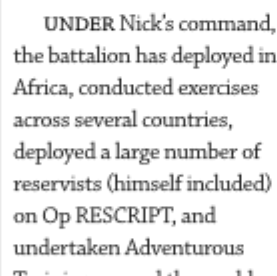 UNDER Nick's command,
the battalion has deployed in
Africa, conducted exercises
across several countries,
deployed a large number of
reservists (himself included)
on Op RESCRIPT, and
undertaken Adventurous